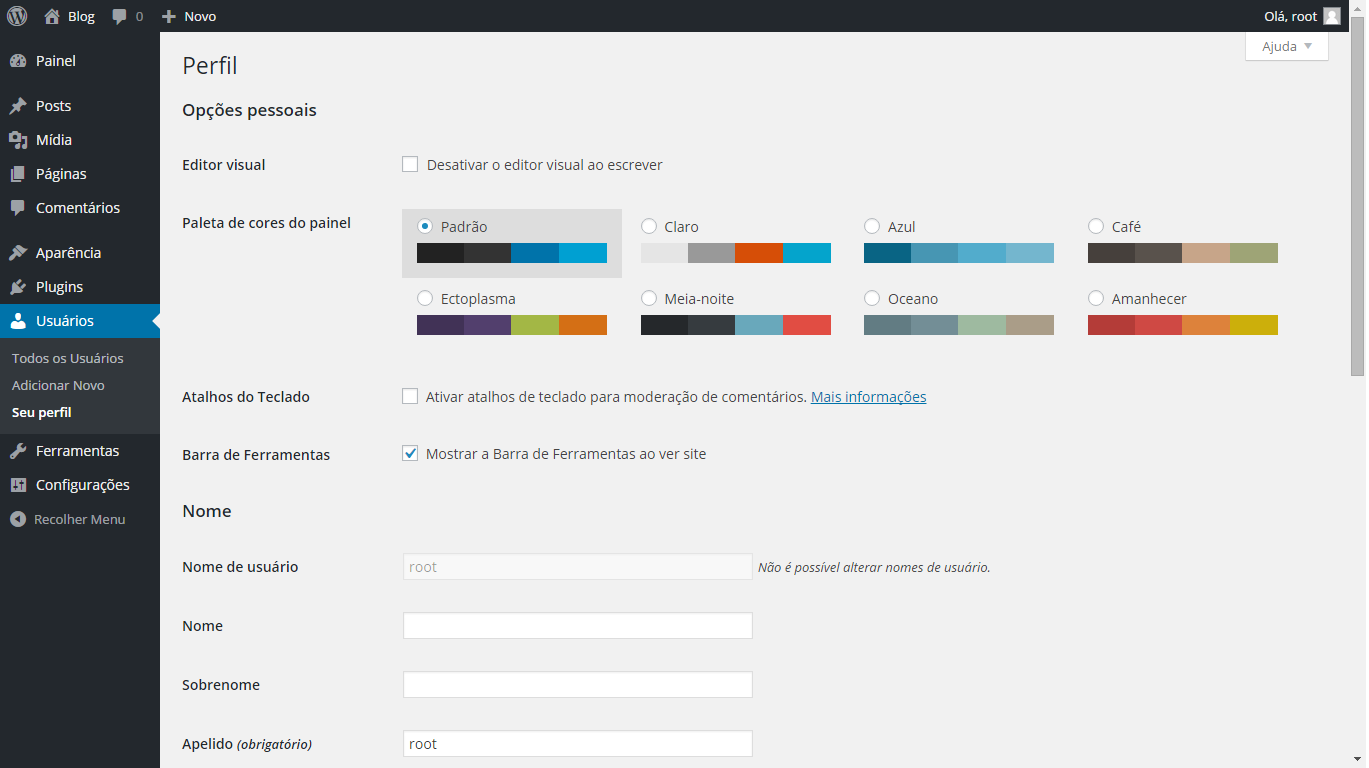 Blog 0 Novo Olá, root
Ajuda
Painel
Posts
Mídia
Páginas
Comentários
Aparência
Plugins
Usuários
Todos os Usuários
Adicionar Novo
Seu perfil
Ferramentas
Configurações
Recolher Menu
Perfil
Opções pessoais
Editor visual Desativar o editor visual ao escrever
Paleta de cores do painel Padrão Claro Azul Café
Ectoplasma Meia-noite Oceano Amanhecer
Atalhos do Teclado Ativar atalhos de teclado para moderação de comentários. Mais informações
Barra de Ferramentas Mostrar a Barra de Ferramentas ao ver site
Nome
Nome de usuário root Não é possível alterar nomes de usuário.
Nome
Sobrenome
Apelido (obrigatório) root